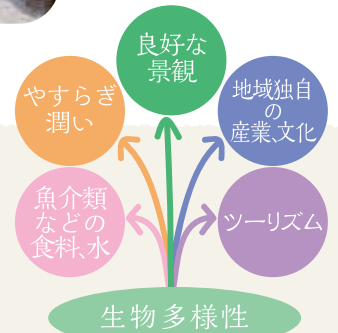 良好な
景観
やすらぎ
潤い
地域独自
の
産業、文化
魚介類
などの
食料、水
ツーリズム
生物多様性